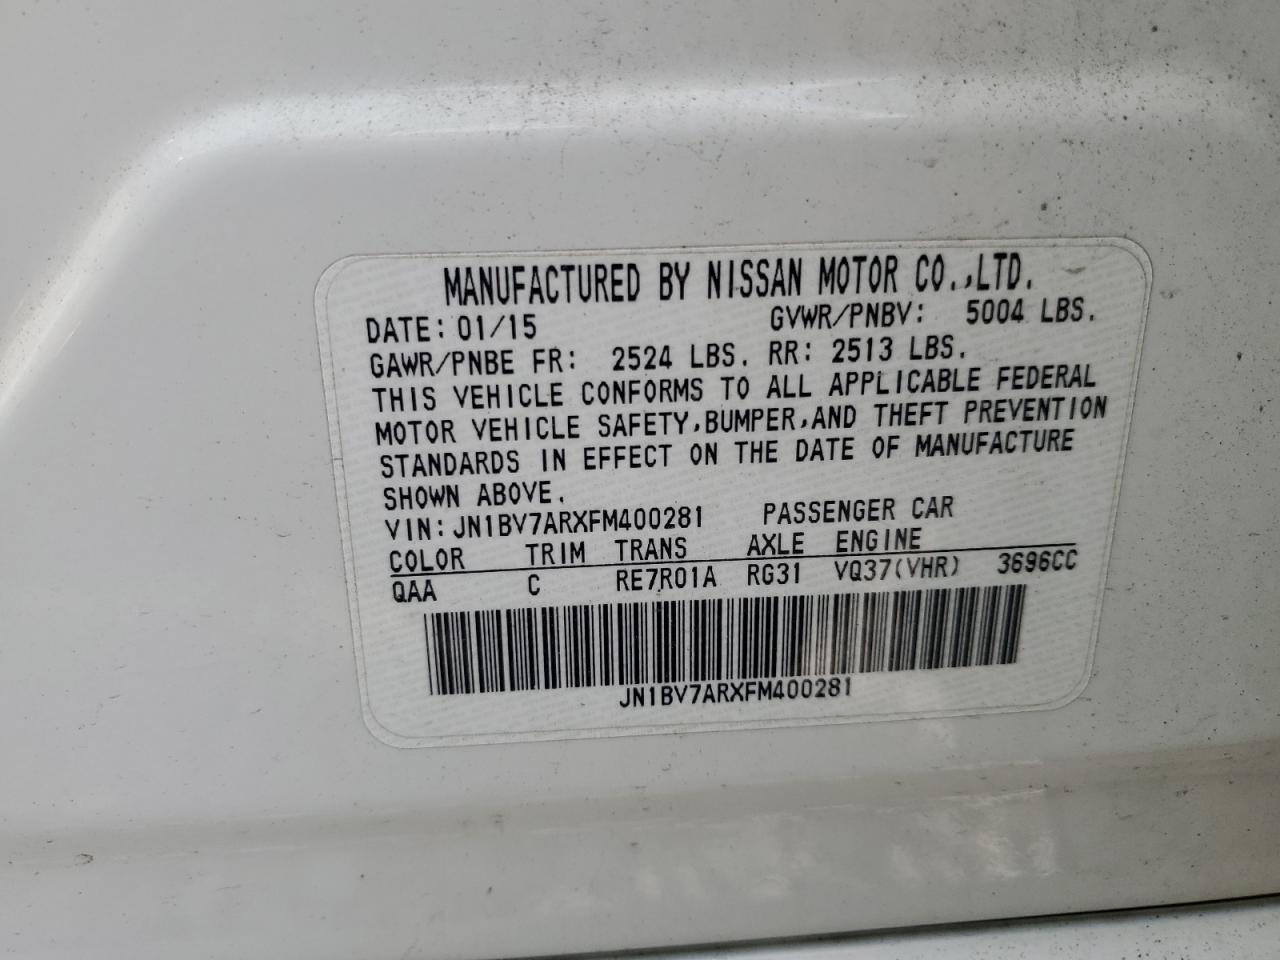 MANUFACTURED BY NISSAN MOTOR CO.,LTD.
DATE: 01/15 GVWR/PNBV: 5004 LBS.
GAWR/PNBE FR: 2524 LBS. RR: 2513 LBS.
THIS VEHICLE CONFORMS TO ALL APPLICABLE FEDERAL
MOTOR VEHICLE SAFETY,BUMPER,AND THEFT PREVENTION
STANDARDS IN EFFECT ON THE DATE OF MANUFACTURE
SHOWN ABOVE.
VIN: JN1BV7ARXFM400281 PASSENGER CAR
COLOR TRIM TRANS AXLE ENGINE
QAA C RE7R01A RG31 VQ37(VHR) 3696CC
JN1BV7ARXFM400281